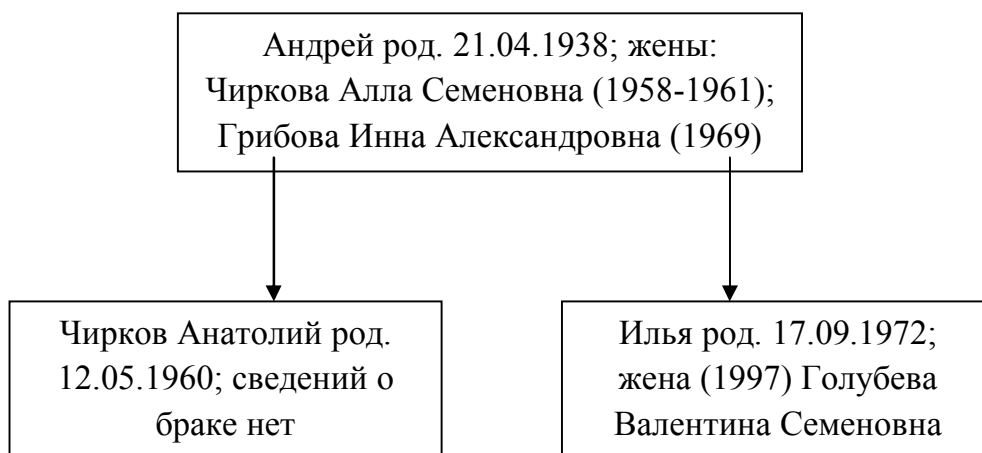 Андрей род. 21.04.1938; жены:
Чиркова Алла Семеновна (1958-1961);
Грибова Инна Александровна (1969)
Чирков Анатолий род.
12.05.1960; сведений о
браке нет
Илья род. 17.09.1972;
жена (1997) Голубева
Валентина Семеновна